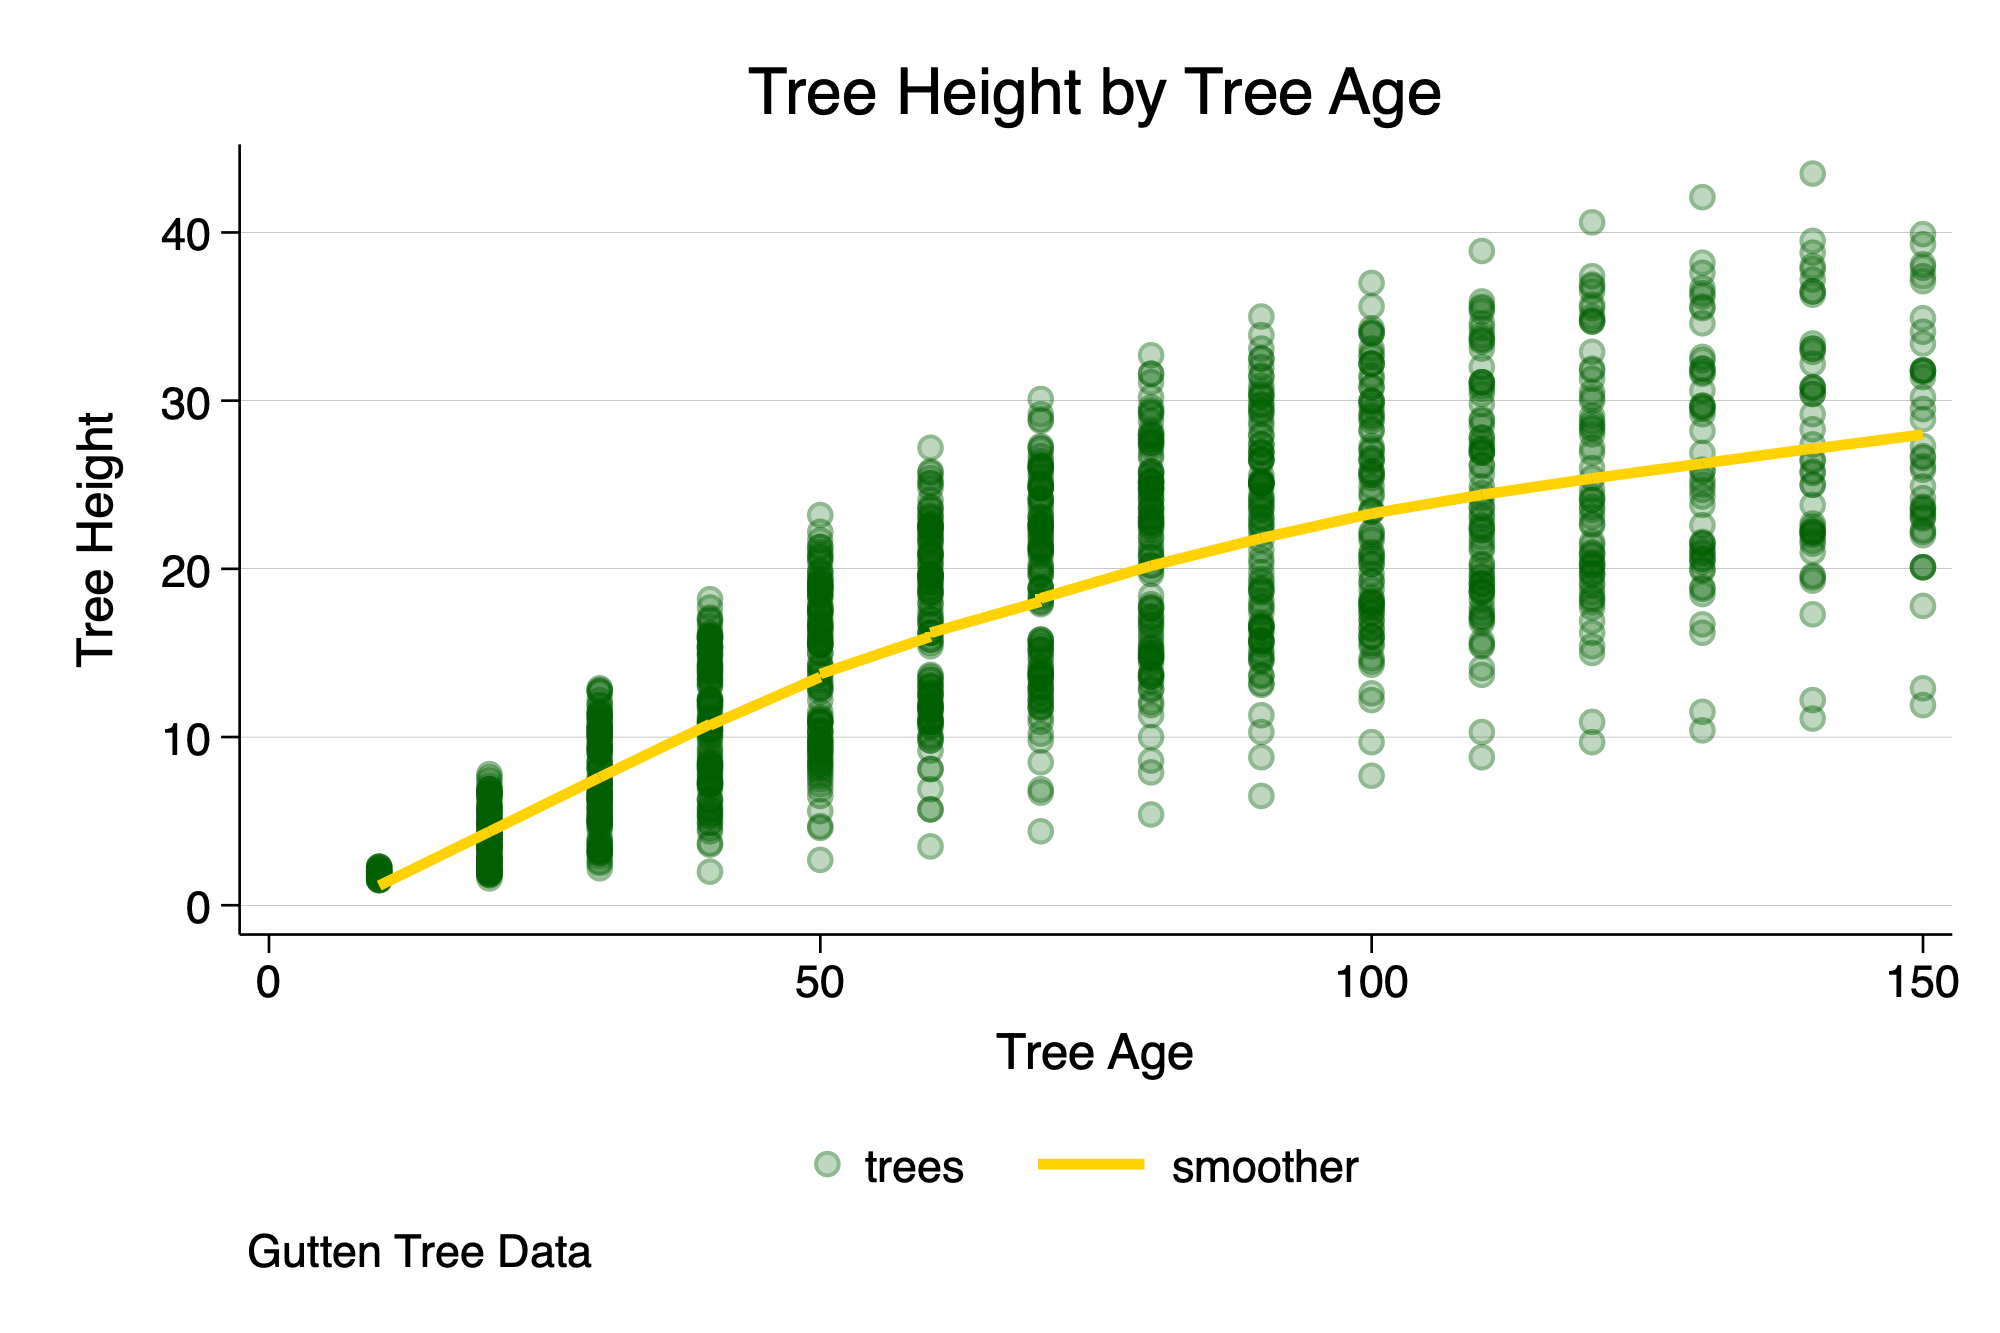 Tree Height by Tree Age
Tree Height
40
30
20
10
0
0 50 100 150
Tree Age
trees smoother
Gutten Tree Data